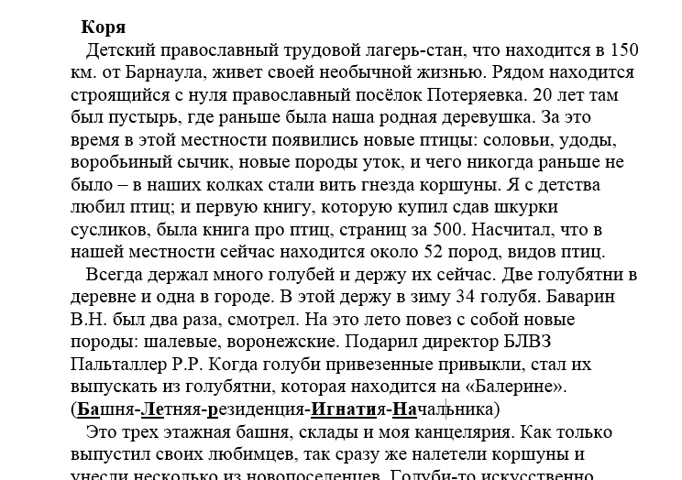 Коря
Детский православный трудовой лагерь-стан, что находится в 150
км. от Барнаула, живет своей необычной жизнью. Рядом находится
строящийся с нуля православный посёлок Потеряевка. 20 лет там
был пустырь, где раньше была наша родная деревушка. За это
время в этой местности появились новые птицы: соловьи, удоды,
воробьиный сычик, новые породы уток, и чего никогда раньше не
было – в наших колках стали вить гнезда коршуны. Я с детства
любил птиц; и первую книгу, которую купил сдав шкурки
сусликов, была книга про птиц, страниц за 500. Насчитал, что в
нашей местности сейчас находится около 52 пород, видов птиц.
Всегда держал много голубей и держу их сейчас. Две голубятни в
деревне и одна в городе. В этой держу в зиму 34 голубя. Баварин
В.Н. был два раза, смотрел. На это лето повез с собой новые
породы: шалевые, воронежские. Подарил директор БЛВЗ
Пальталлер Р.Р. Когда голуби привезенные привыкли, стал их
выпускать из голубятни, которая находится на «Балерине».
(Башня-Летняя-резиденция-Игнатия-Начальника)
Это трех этажная башня, склады и моя канцелярия. Как только
выпустил своих любимцев, так сразу же налетели коршуны и
унесли несколько из новопоселенцев. Голуби-то искусственно